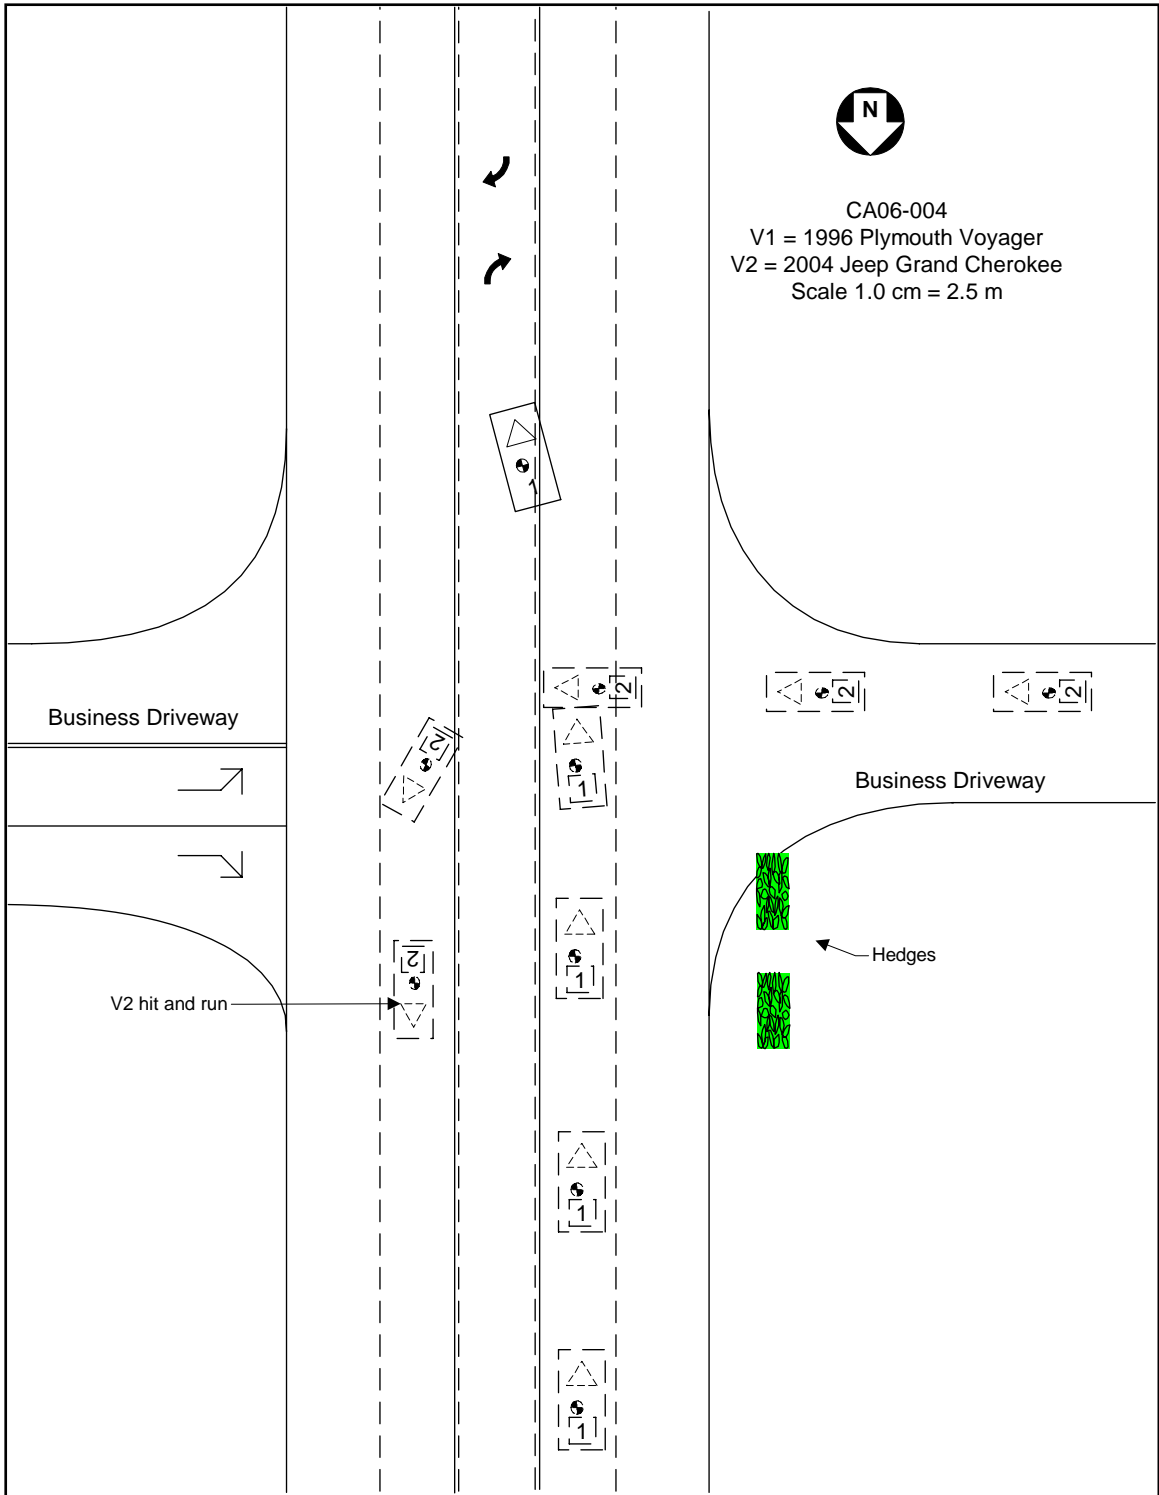 N
CA06-004
V1 = 1996 Plymouth Voyager
V2 = 2004 Jeep Grand Cherokee
Scale 1.0 cm = 2.5 m
1
2
2
2
Business Driveway
2
1
Business Driveway
1
2
Hedges
V2 hit and run
1
1